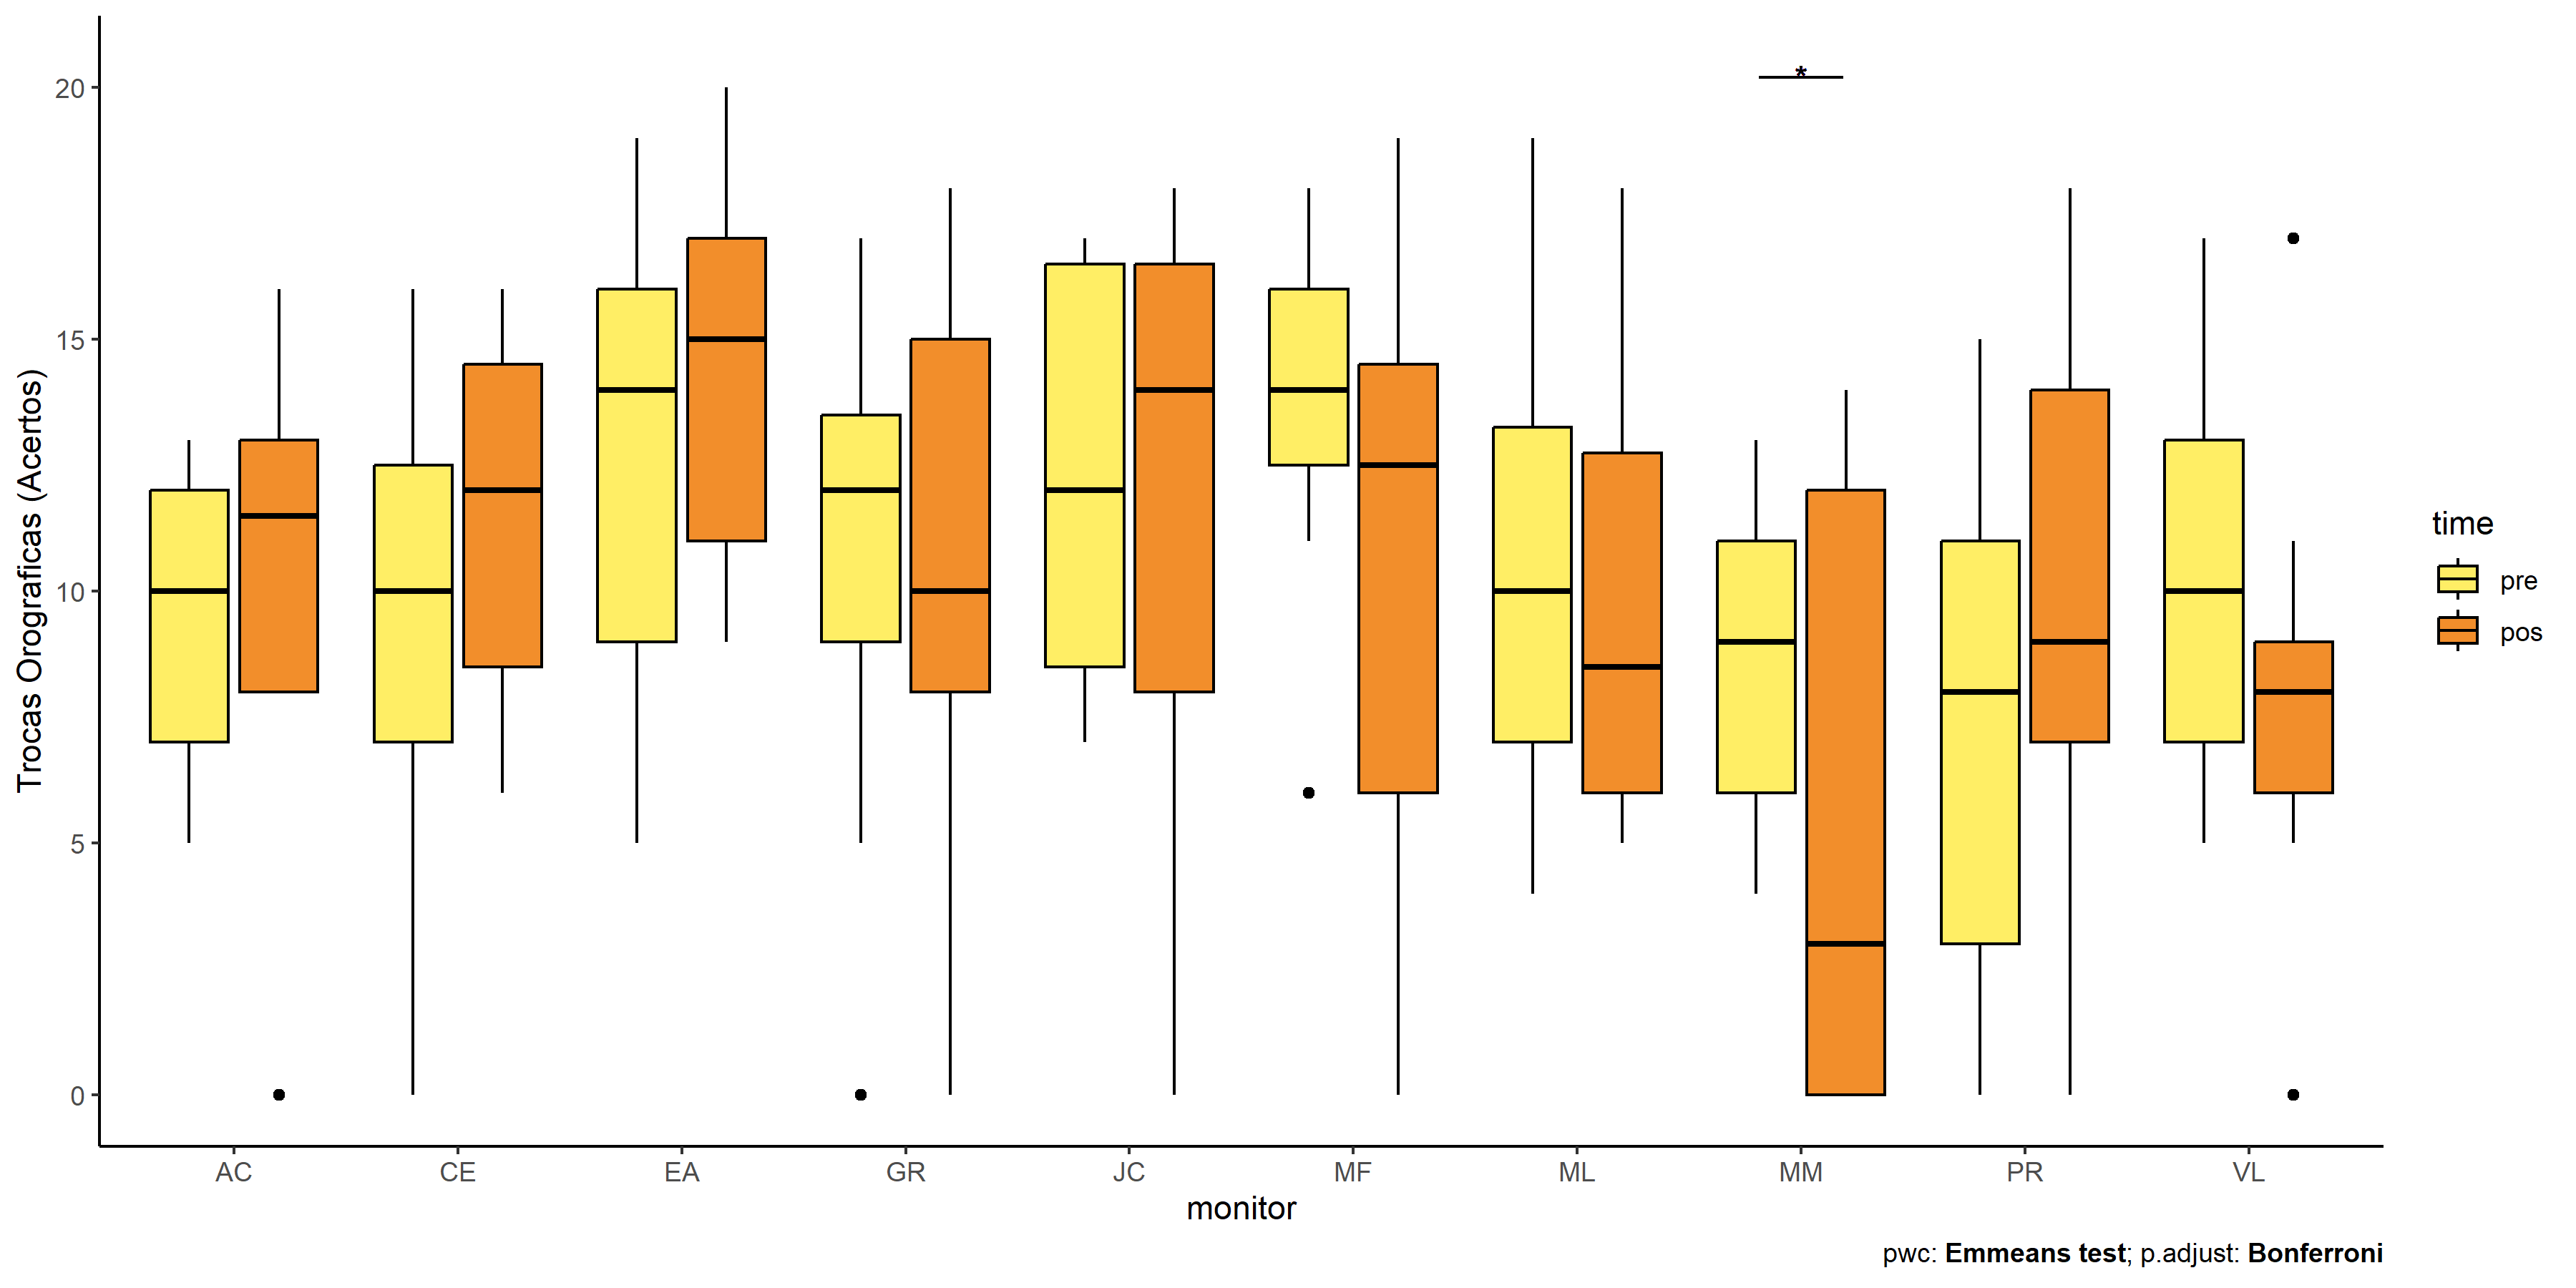 *
20
15
10
5
0
Trocas Orograficas (Acertos)
AC CE EA GR JC MF ML MM PR VL
monitor
time
pre
pos
pwc: Emmeans test; p.adjust: Bonferroni